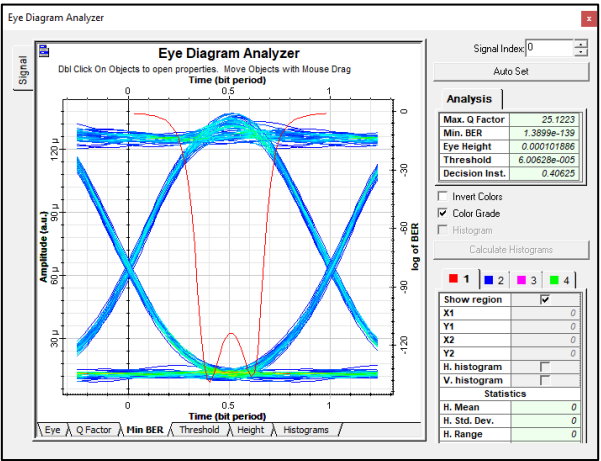 Eye Diagram Analyzer
x
Signal
Eye Diagram Analyzer
Dbl Click On Objects to open properties. Move Objects with Mouse Drag
Time (bit period)
0 0.5 1
Amplitude (a.u.)
120 µ
90 µ
60 µ
30 µ
log of BER
0
-30
-60
-90
-120
0 0.5 1
Time (bit period)
Eye Q Factor Min BER Threshold Height Histograms
Signal Index: 0
Auto Set
Analysis
Max. Q Factor 25.1223
Min. BER 1.3899e-139
Eye Height 0.000101886
Threshold 6.00628e-005
Decision Inst. 0.40625
Invert Colors
Color Grade
Histogram
Calculate Histograms
1 2 3 4
Show region
X1 0
Y1 0
X2 0
Y2 0
H. histogram
V. histogram
Statistics
H. Mean 0
H. Std. Dev. 0
H. Range 0